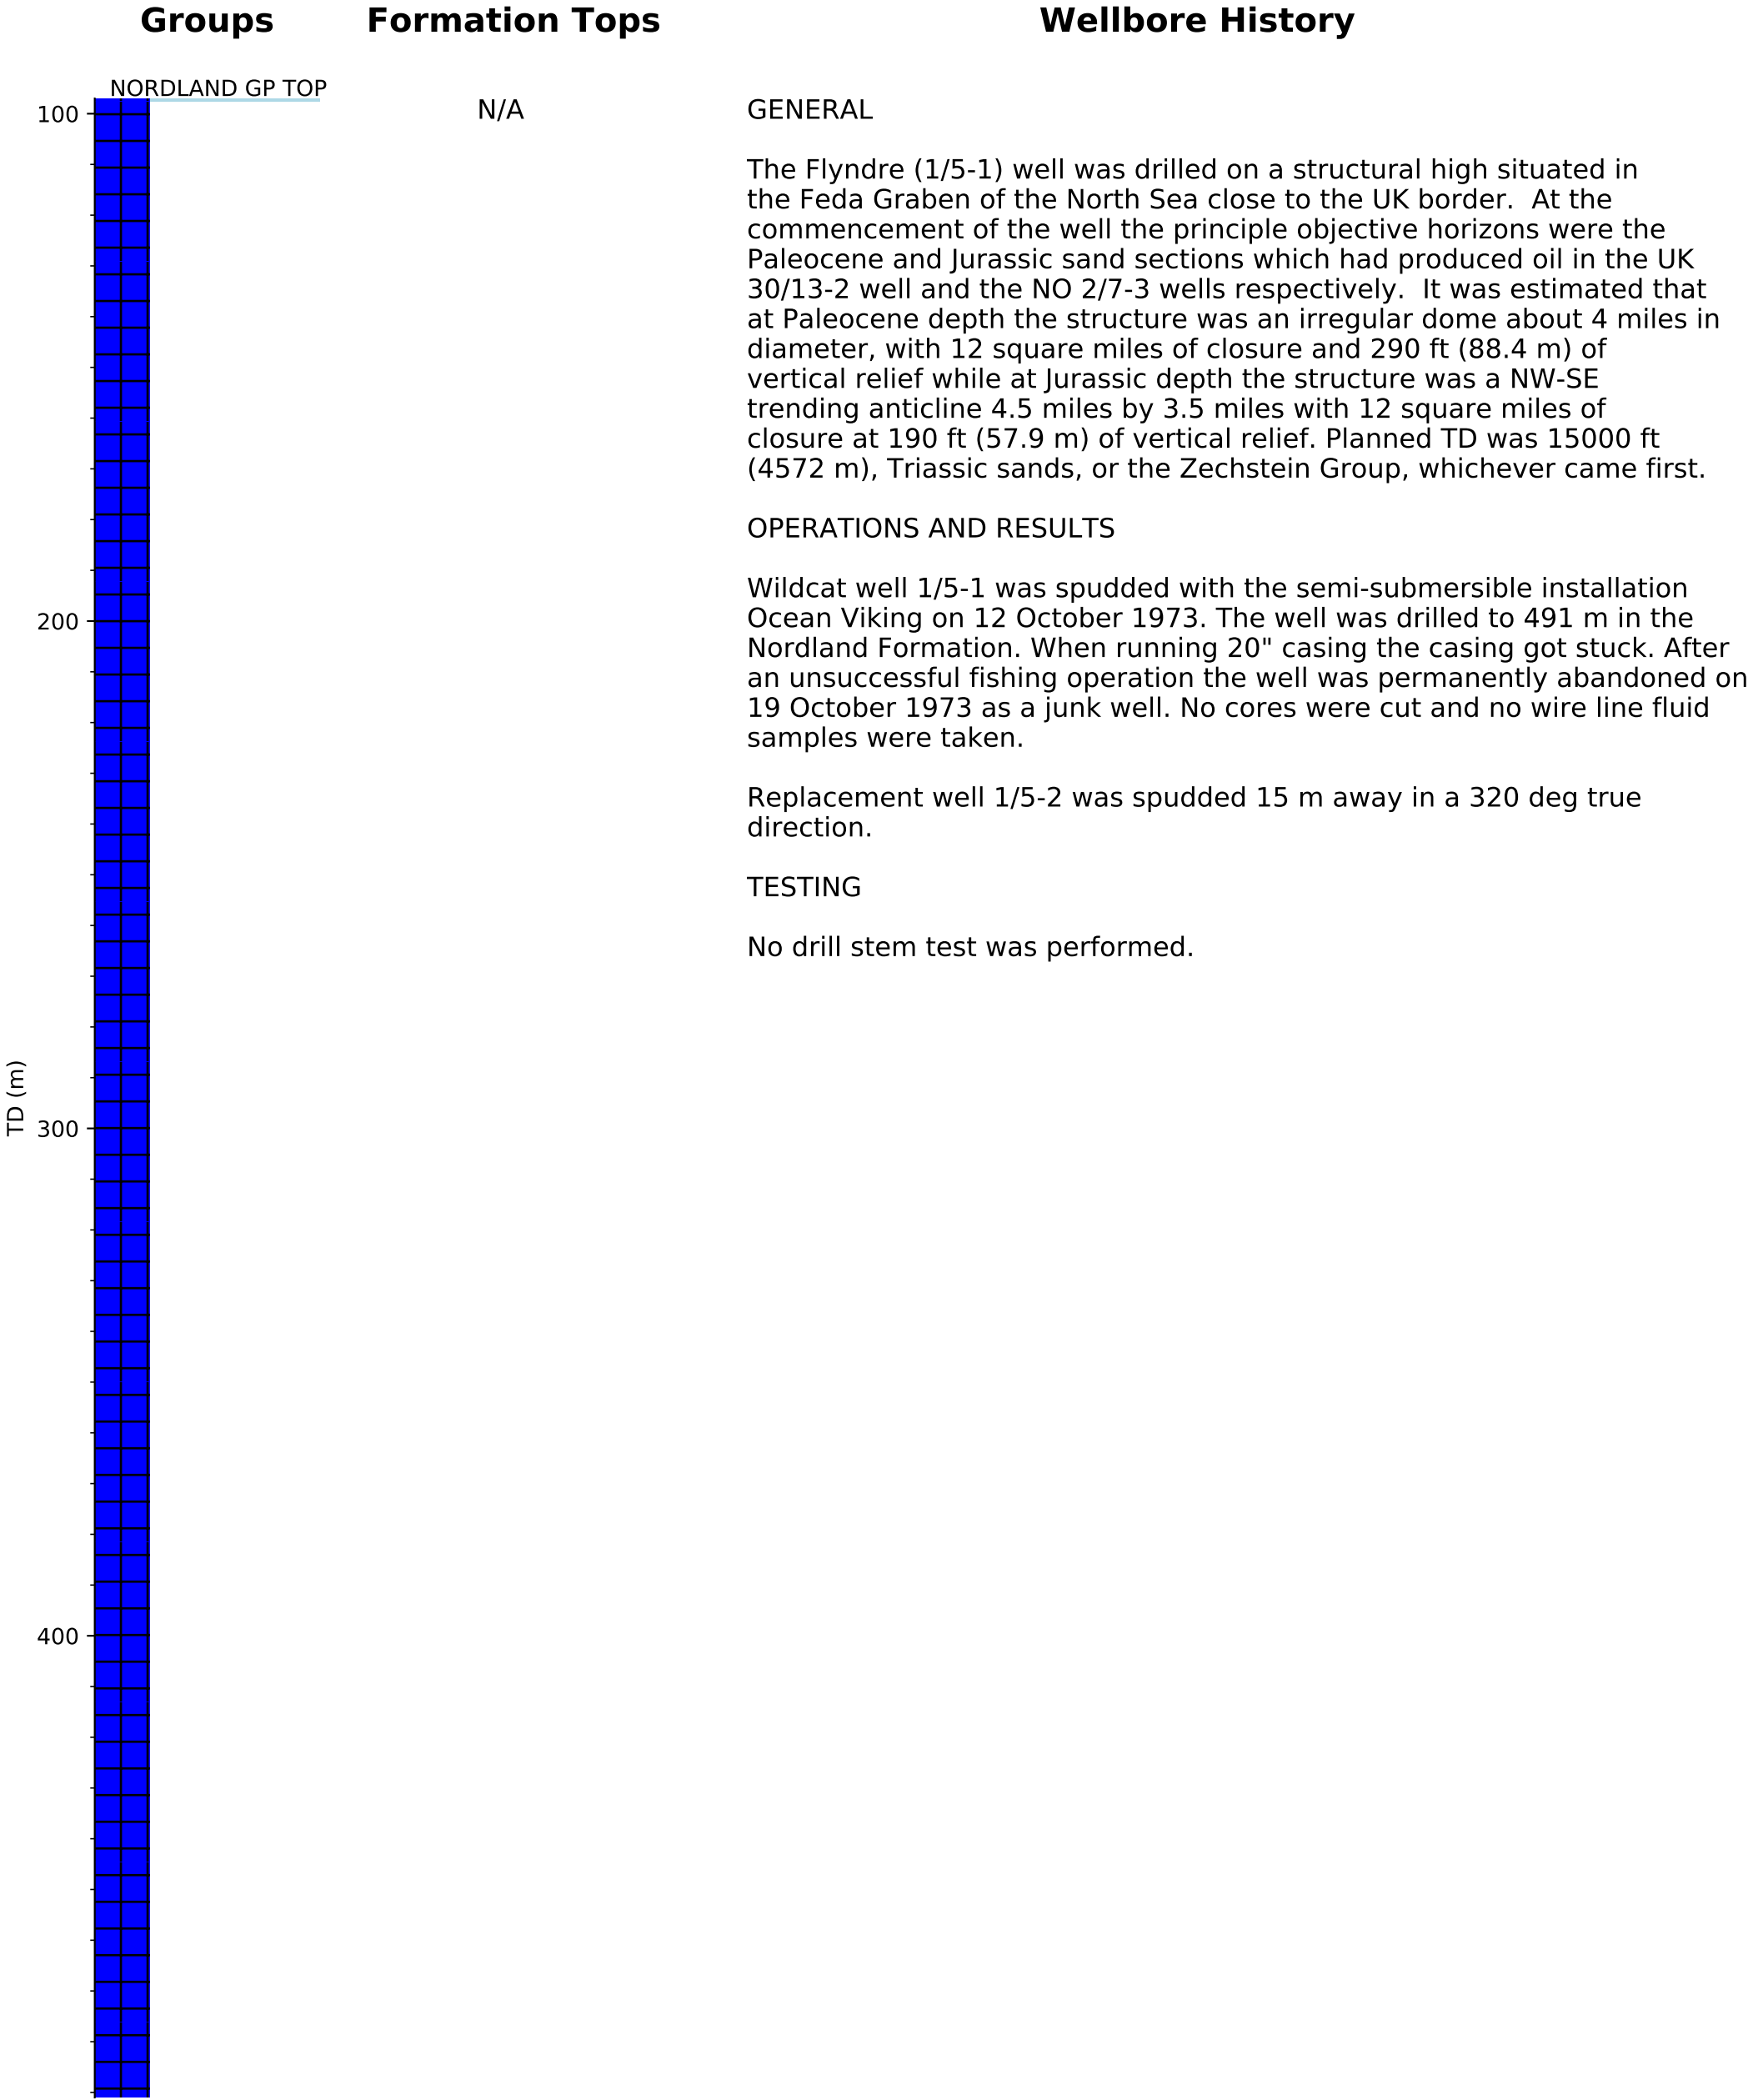 Groups
Formation Tops
Wellbore History
NORDLAND GP TOP
100
200
300
400
TD (m)
N/A
GENERAL
The Flyndre (1/5-1) well was drilled on a structural high situated in
the Feda Graben of the North Sea close to the UK border.  At the
commencement of the well the principle objective horizons were the
Paleocene and Jurassic sand sections which had produced oil in the UK
30/13-2 well and the NO 2/7-3 wells respectively.  It was estimated that
at Paleocene depth the structure was an irregular dome about 4 miles in
diameter, with 12 square miles of closure and 290 ft (88.4 m) of
vertical relief while at Jurassic depth the structure was a NW-SE
trending anticline 4.5 miles by 3.5 miles with 12 square miles of
closure at 190 ft (57.9 m) of vertical relief. Planned TD was 15000 ft
(4572 m), Triassic sands, or the Zechstein Group, whichever came first.
OPERATIONS AND RESULTS
Wildcat well 1/5-1 was spudded with the semi-submersible installation
Ocean Viking on 12 October 1973. The well was drilled to 491 m in the
Nordland Formation. When running 20" casing the casing got stuck. After
an unsuccessful fishing operation the well was permanently abandoned on
19 October 1973 as a junk well. No cores were cut and no wire line fluid
samples were taken.
Replacement well 1/5-2 was spudded 15 m away in a 320 deg true
direction.
TESTING
No drill stem test was performed.